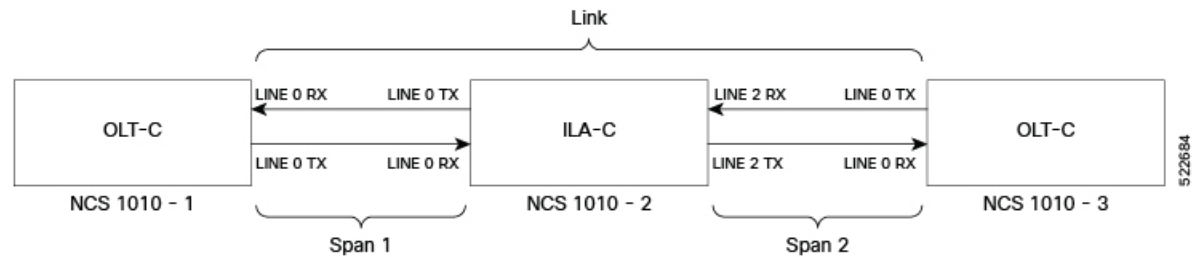 Link
LINE 0 RX LINE 0 TX LINE 2 RX LINE 0 TX
OLT-C ILA-C OLT-C
LINE 0 TX LINE 0 RX LINE 2 TX LINE 0 RX
NCS 1010 - 1 NCS 1010 - 2 NCS 1010 - 3
Span 1 Span 2
522684